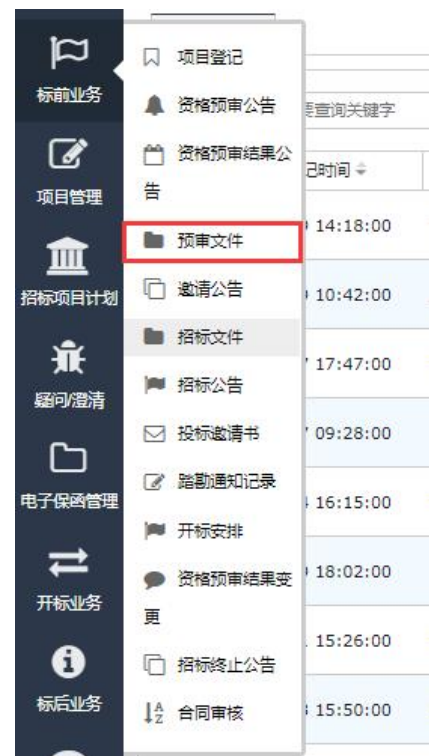 标前业务
项目管理
招标项目计划
疑问/澄清
电子保函管理
开标业务
标后业务
项目登记
资格预审公告
资格预审结果公
告
预审文件
邀请公告
招标文件
招标公告
投标邀请书
踏勘通知记录
开标安排
资格预审结果变
更
招标终止公告
合同审核
要查询关键字
记时间
14:18:00
10:42:00
17:47:00
09:28:00
16:15:00
18:02:00
15:26:00
15:50:00